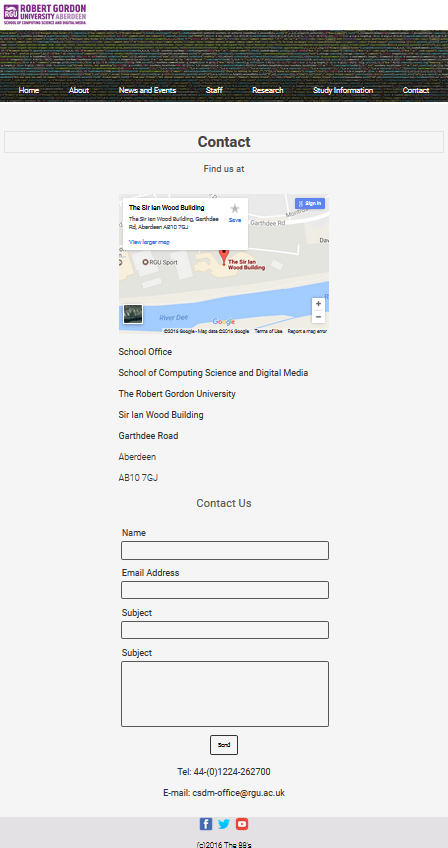 RGU
ROBERT GORDON
UNIVERSITY ABERDEEN
SCHOOL OF COMPUTING SCIENCE AND DIGITAL MEDIA
Home About News and Events Staff Research Study Information Contact
Contact
Find us at
The Sir Ian Wood Building
The Sir Ian Wood Building, Garthdee
Rd, Aberdeen AB10 7GJ
Save
View larger map
Sign in
Garthdee Rd
RGU Sport
The Sir Ian
Wood Building
River Dee
Google
©2016 Google - Map data ©2016 Google Terms of Use Report a map error
School Office
School of Computing Science and Digital Media
The Robert Gordon University
Sir Ian Wood Building
Garthdee Road
Aberdeen
AB10 7GJ
Contact Us
Name
Email Address
Subject
Subject
Send
Tel: 44-(0)1224-262700
E-mail: csdm-office@rgu.ac.uk
(c)2016 The 99's